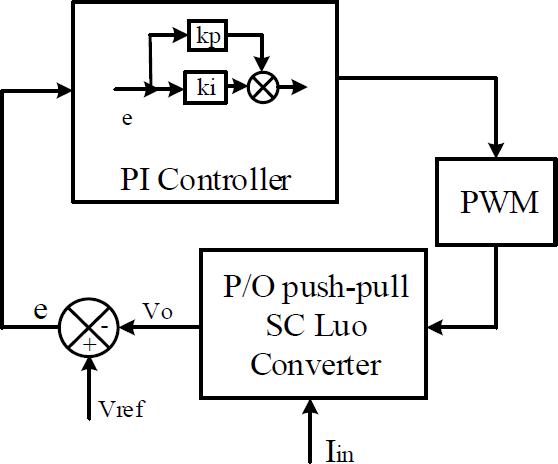 kp
ki
e
PI Controller
PWM
P/O push-pull
SC Luo
Converter
e
-
+
Vo
Vref
Iin